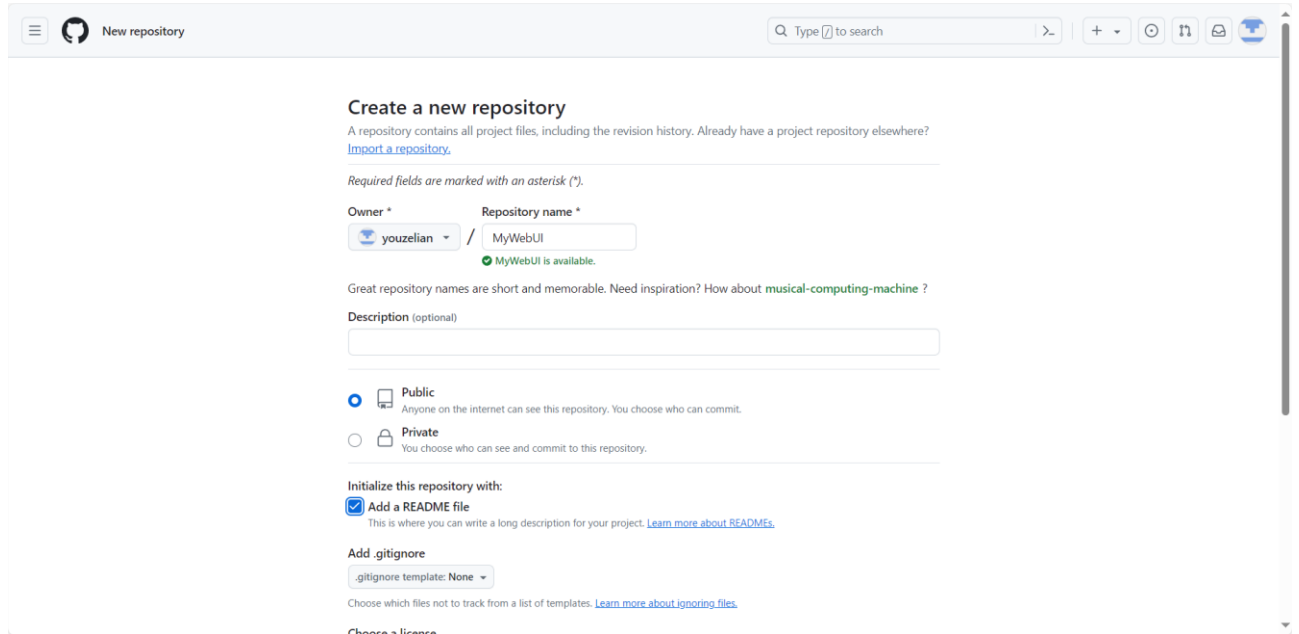 New repository
Type / to search
Create a new repository
A repository contains all project files, including the revision history. Already have a project repository elsewhere?
Import a repository.
Required fields are marked with an asterisk (*).
Owner * Repository name *
youzelian / MyWebUI
MyWebUI is available.
Great repository names are short and memorable. Need inspiration? How about musical-computing-machine ?
Description (optional)
Public
Anyone on the internet can see this repository. You choose who can commit.
Private
You choose who can see and commit to this repository.
Initialize this repository with:
Add a README file
This is where you can write a long description for your project. Learn more about READMEs.
Add .gitignore
.gitignore template: None
Choose which files not to track from a list of templates. Learn more about ignoring files.
Choose a license